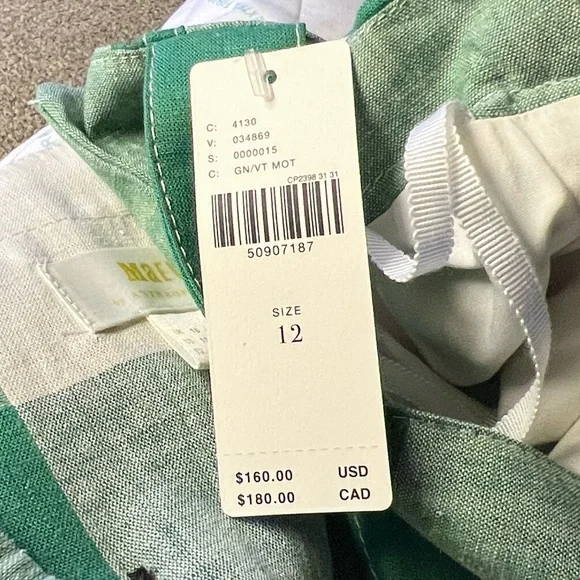 C: 4130
V: 034869
S: 0000015
C: GN/VT MOT
CP2398 31 31
50907187
SIZE
12
$160.00 USD
$180.00 CAD